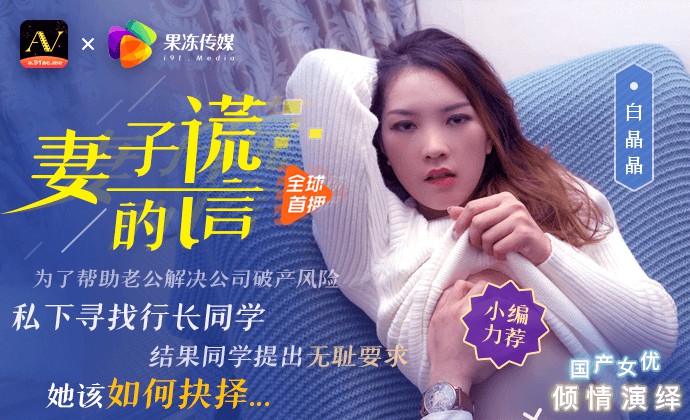 AV
a.91ac.me
×
果冻传媒
i91.Media
妻子的谎言
全球首播
白晶晶
为了帮助老公解决公司破产风险
私下寻找行长同学
结果同学提出无耻要求
她该如何抉择...
小编力荐
国产女优
倾情演绎